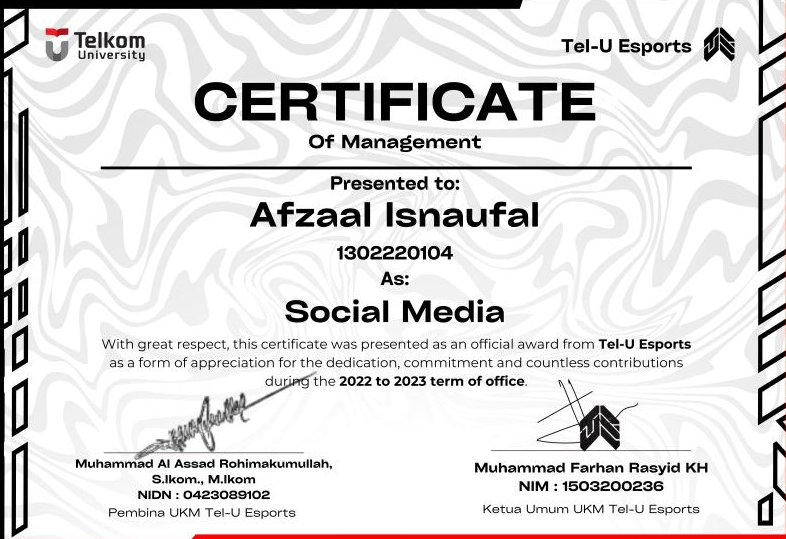 Telkom
University
Tel-U Esports
CERTIFICATE
Of Management
Presented to:
Afzaal Isnaufal
1302220104
As:
Social Media
With great respect, this certificate was presented as an official award from Tel-U Esports
as a form of appreciation for the dedication, commitment and countless contributions
during the 2022 to 2023 term of office.
Muhammad Al Assad Rohimakumullah,
S.Ikom., M.Ikom
NIDN : 0423089102
Pembina UKM Tel-U Esports
Muhammad Farhan Rasyid KH
NIM : 1503200236
Ketua Umum UKM Tel-U Esports